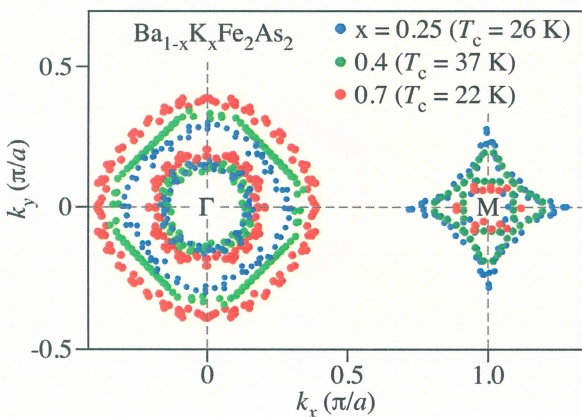 Ba1-xKxFe2As2
x = 0.25 (Tc = 26 K)
0.4 (Tc = 37 K)
0.7 (Tc = 22 K)
0.5
0
-0.5
ky (π/a)
Γ
M
0
0.5
1.0
kx (π/a)